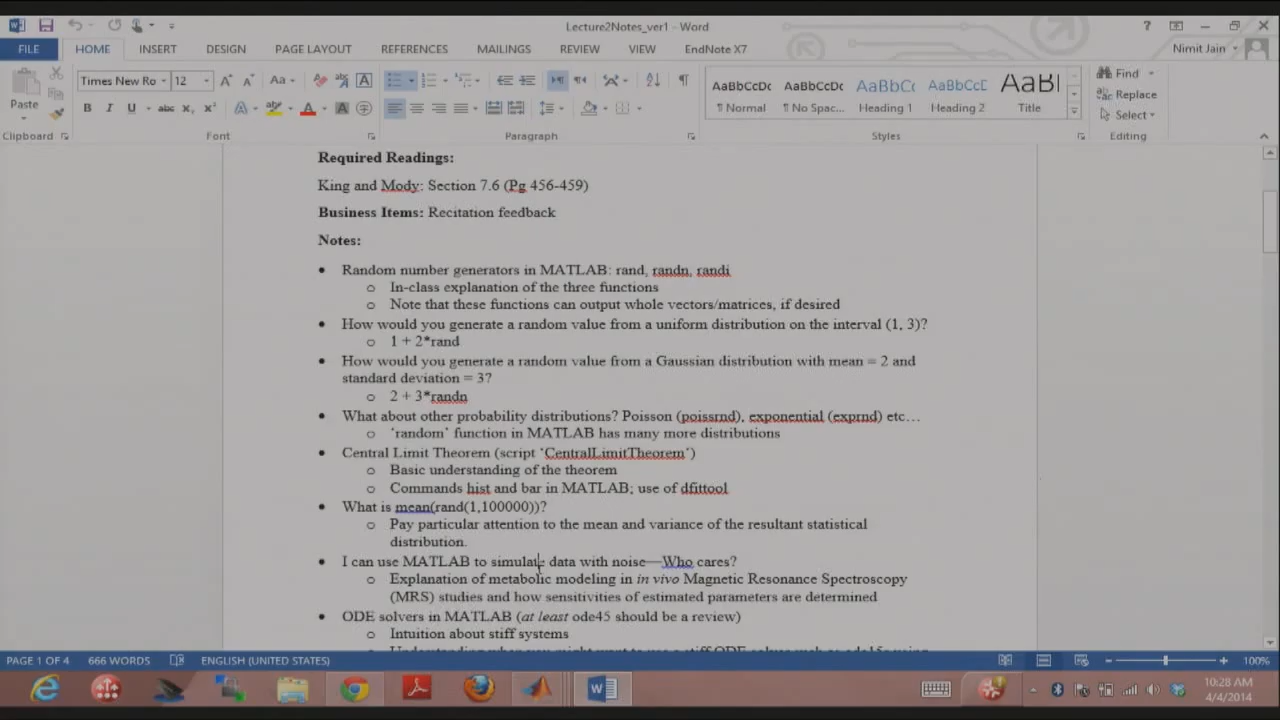 Lecture2Notes_ver1 - Word
FILE HOME INSERT DESIGN PAGE LAYOUT REFERENCES MAILINGS REVIEW VIEW EndNote X7 Nimit Jain
Times New Ro 12 Find
Paste Replace
Select
AaBbCcDc AaBbCcDc AaBbCc AaBbCcD AaBI
¶ Normal ¶ No Spac... Heading 1 Heading 2 Title
Clipboard Font Paragraph Styles Editing
Required Readings:
King and Mody: Section 7.6 (Pg 456-459)
Business Items: Recitation feedback
Notes:
• Random number generators in MATLAB: rand, randn, randi
o In-class explanation of the three functions
o Note that these functions can output whole vectors/matrices, if desired
• How would you generate a random value from a uniform distribution on the interval (1, 3)?
o 1 + 2*rand
• How would you generate a random value from a Gaussian distribution with mean = 2 and
standard deviation = 3?
o 2 + 3*randn
• What about other probability distributions? Poisson (poissrnd), exponential (exprnd) etc…
o ‘random’ function in MATLAB has many more distributions
• Central Limit Theorem (script ‘CentralLimitTheorem’)
o Basic understanding of the theorem
o Commands hist and bar in MATLAB; use of dfittool
• What is mean(rand(1,100000))?
o Pay particular attention to the mean and variance of the resultant statistical
distribution.
• I can use MATLAB to simulate data with noise—Who cares?
o Explanation of metabolic modeling in in vivo Magnetic Resonance Spectroscopy
(MRS) studies and how sensitivities of estimated parameters are determined
• ODE solvers in MATLAB (at least ode45 should be a review)
o Intuition about stiff systems
PAGE 1 OF 4 666 WORDS ENGLISH (UNITED STATES) 100%
10:28 AM
4/4/2014